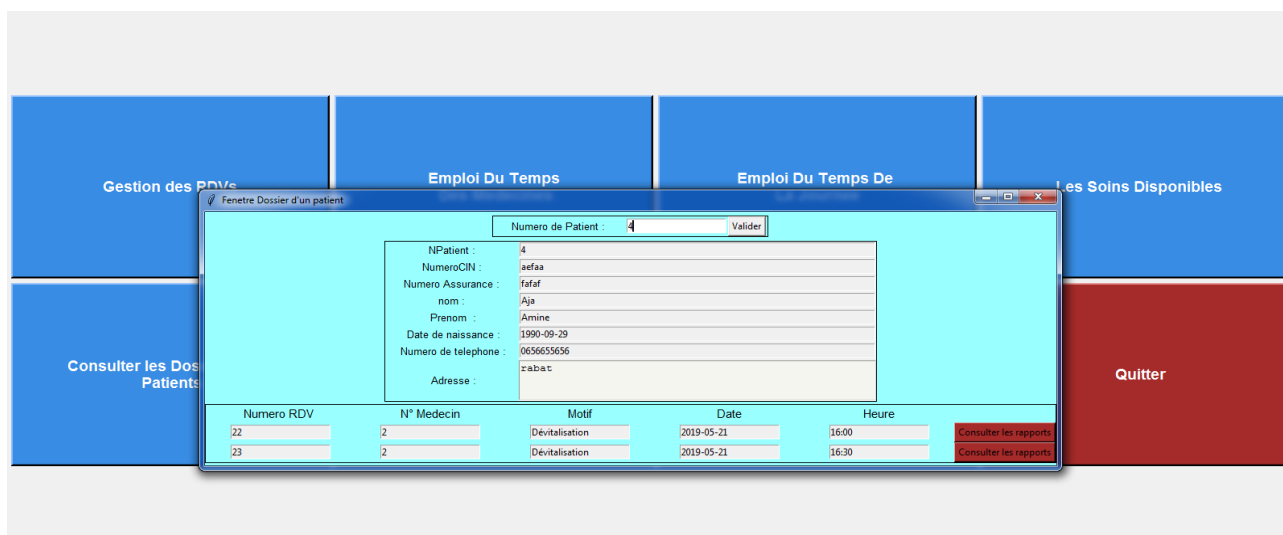 Gestion des RDVs
Emploi Du Temps
Emploi Du Temps De
Les Soins Disponibles
Fenetre Dossier d'un patient
Numero de Patient : 4 Valider
NPatient : 4
NumeroCIN : aefaa
Numero Assurance : fafaf
nom : Aja
Prenom : Amine
Date de naissance : 1990-09-29
Numero de telephone : 0656655656
Adresse : rabat
Consulter les Dos
Patients
Quitter
Numero RDV N° Medecin Motif Date Heure
22 2 Dévitalisation 2019-05-21 16:00 Consulter les rapports
23 2 Dévitalisation 2019-05-21 16:30 Consulter les rapports